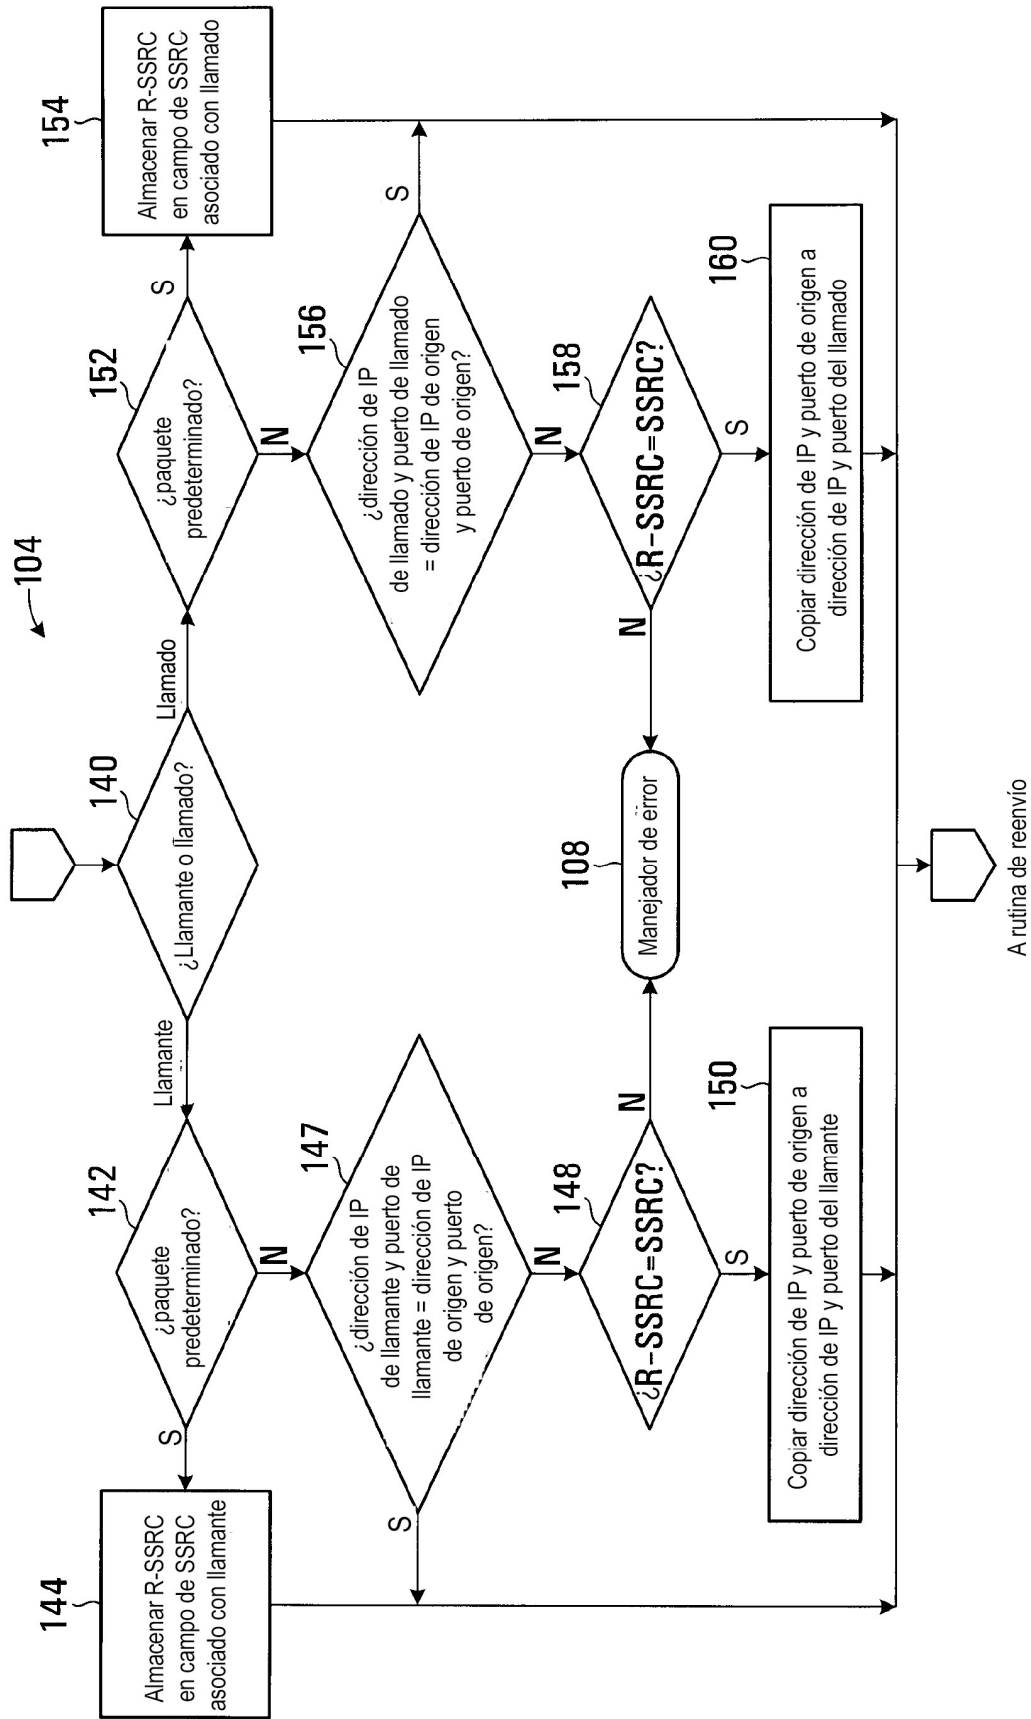 104
140
¿Llamante o llamado?
Llamante
Llamado
142
¿paquete
predeterminado?
S
N
144
Almacenar R-SSRC
en campo de SSRC
asociado con llamante
147
¿dirección de IP
de llamante y puerto de
llamante = dirección de IP
de origen y puerto
de origen?
S
N
148
¿R-SSRC=SSRC?
N
S
150
Copiar dirección de IP y puerto de origen a
dirección de IP y puerto del llamante
108
Manejador de error
152
¿paquete
predeterminado?
S
N
154
Almacenar R-SSRC
en campo de SSRC
asociado con llamado
156
¿dirección de IP
de llamado y puerto de llamado
= dirección de IP de origen
y puerto de origen?
S
N
158
¿R-SSRC=SSRC?
N
S
160
Copiar dirección de IP y puerto de origen a
dirección de IP y puerto del llamado
A rutina de reenvío